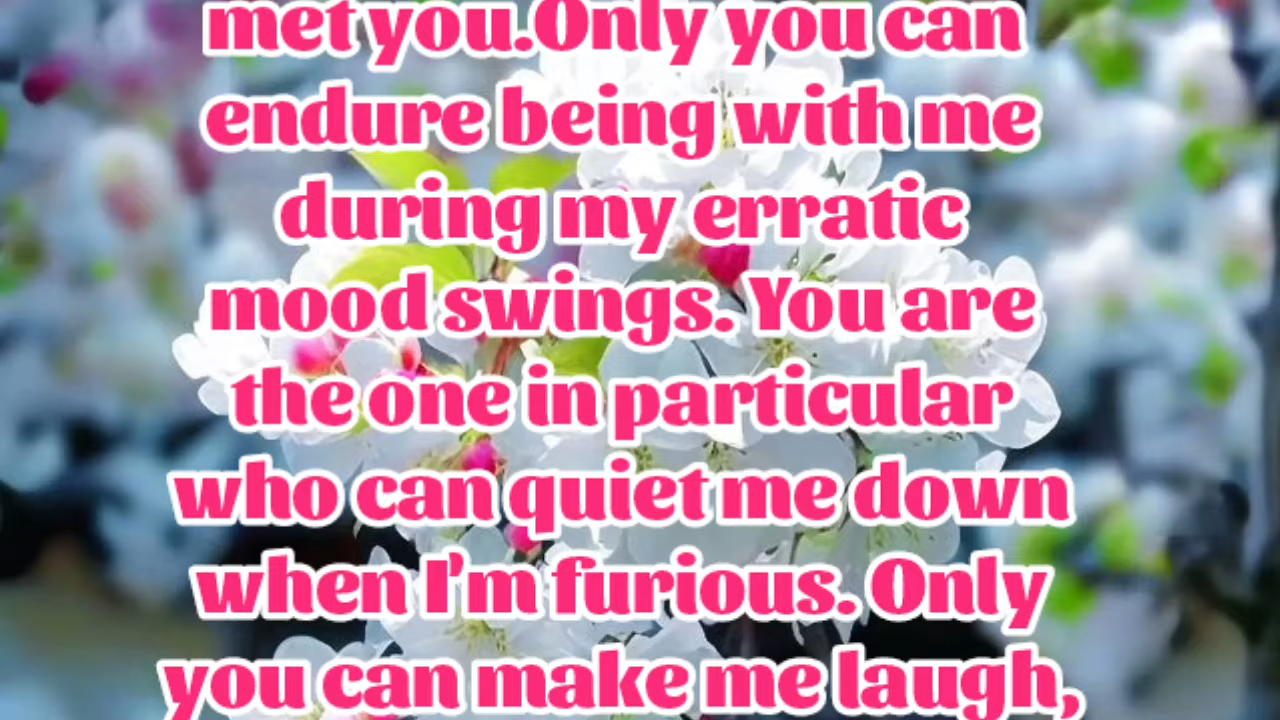 met you.Only you can
endure being with me
during my erratic
mood swings. You are
the one in particular
who can quiet me down
when I'm furious. Only
you can make me laugh,